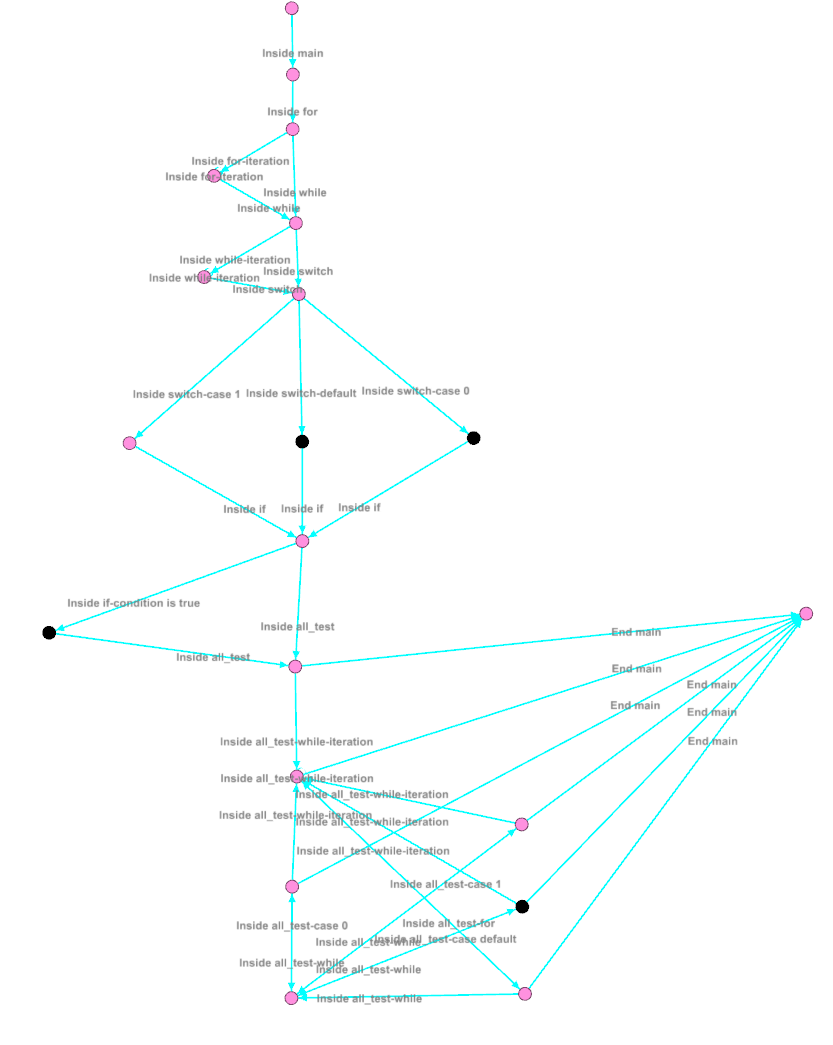 Inside main
Inside for
Inside for-iteration
Inside for-iteration
Inside while
Inside while
Inside while-iteration
Inside switch
Inside while-iteration
Inside switch
Inside switch-case 0
Inside switch-default
Inside switch-case 1
Inside if
Inside if
Inside if
Inside if-condition is true
Inside all_test
End main
Inside all_test
End main
End main
End main
End main
End main
Inside all_test-while-iteration
Inside all_test-while-iteration
Inside all_test-while-iteration
Inside all_test-while-iteration
Inside all_test-while-iteration
Inside all_test-while-iteration
Inside all_test-case 1
Inside all_test-for
Inside all_test-case 0
Inside all_test-case default
Inside all_test-while
Inside all_test-while
Inside all_test-while
Inside all_test-while